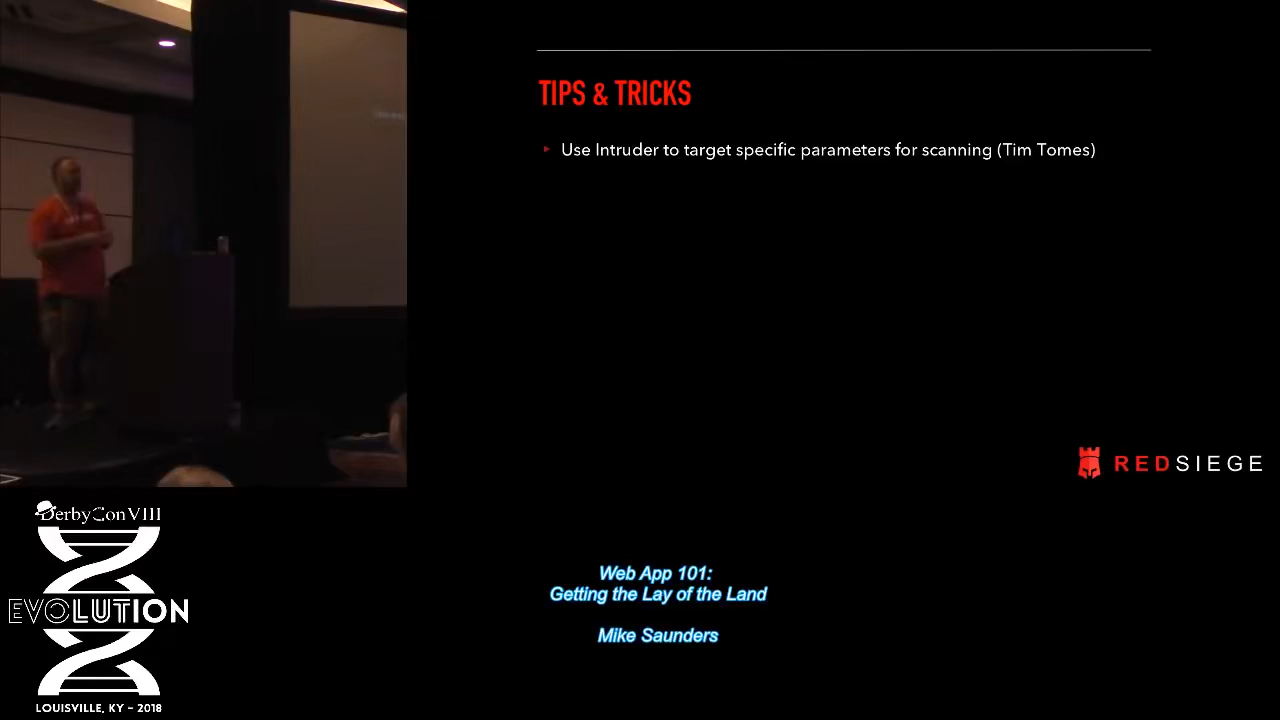 TIPS & TRICKS
Use Intruder to target specific parameters for scanning (Tim Tomes)
REDSIEGE
DerbyCon VIII
EVOLUTION
LOUISVILLE, KY - 2018
Web App 101:
Getting the Lay of the Land
Mike Saunders